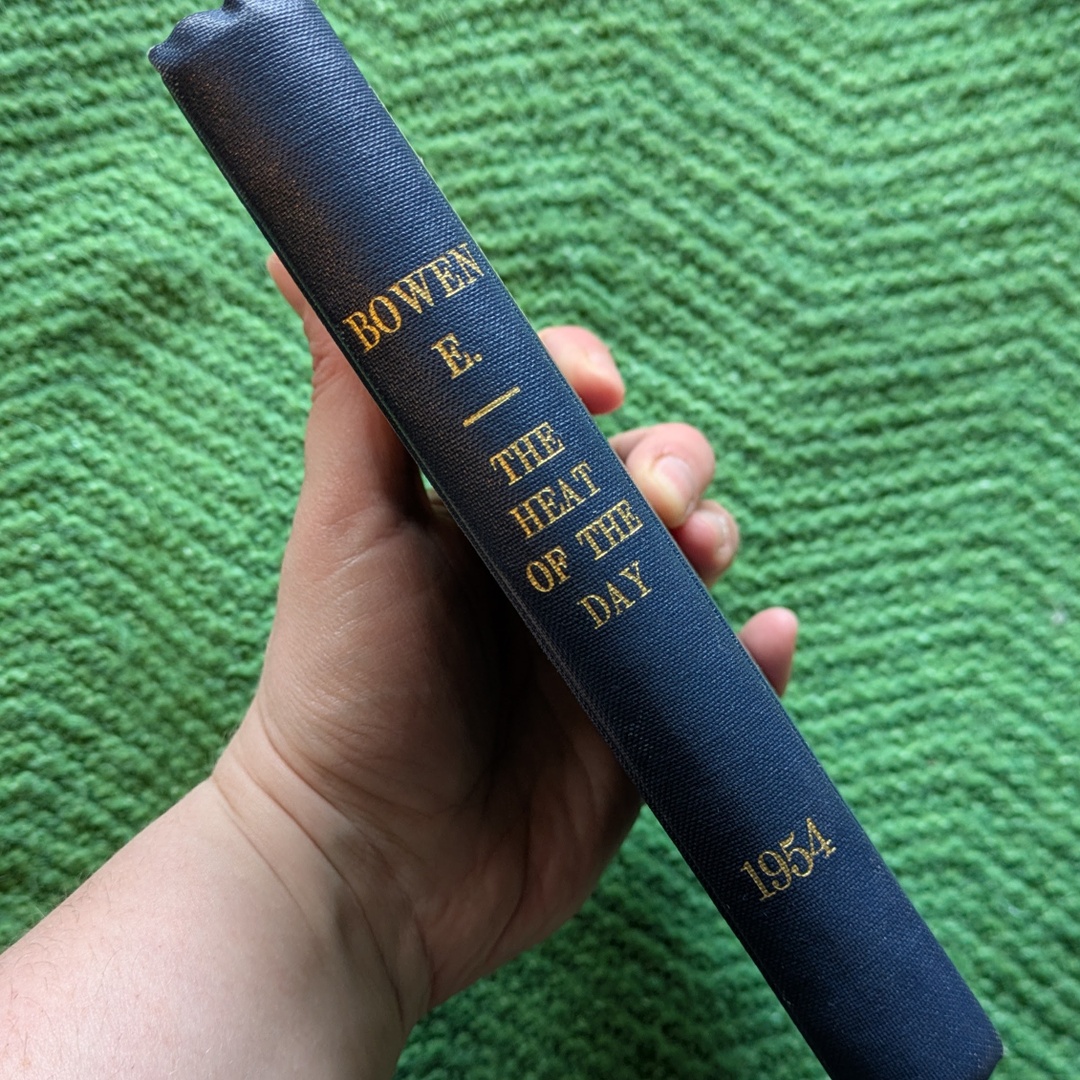 BOWEN
E.
—
THE
HEAT
OF THE
DAY
1954